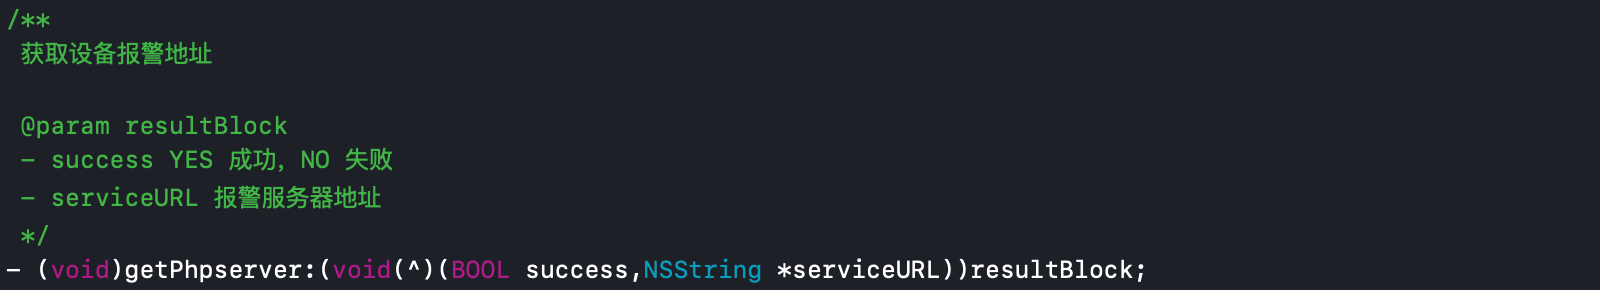 /**
获取设备报警地址
@param resultBlock
- success YES 成功, NO 失败
- serviceURL 报警服务器地址
*/
- (void)getPhpserver:(void(^)(BOOL success,NSString *serviceURL))resultBlock;